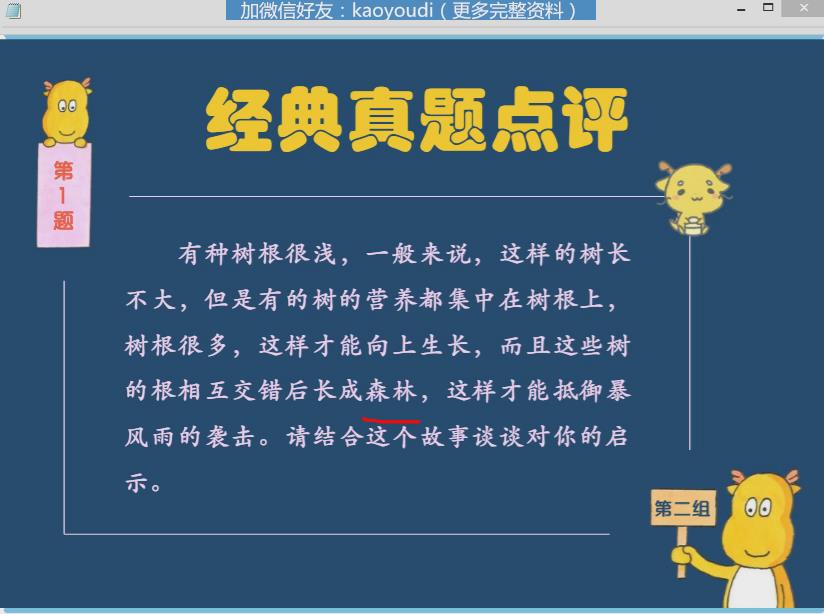 加微信好友：kaoyoudi（更多完整资料）
经典真题点评
第
1
题
有种树根很浅，一般来说，这样的树长
不大，但是有的树的营养都集中在树根上，
树根很多，这样才能向上生长，而且这些树
的根相互交错后长成森林，这样才能抵御暴
风雨的袭击。请结合这个故事谈谈对你的启
示。
第二组